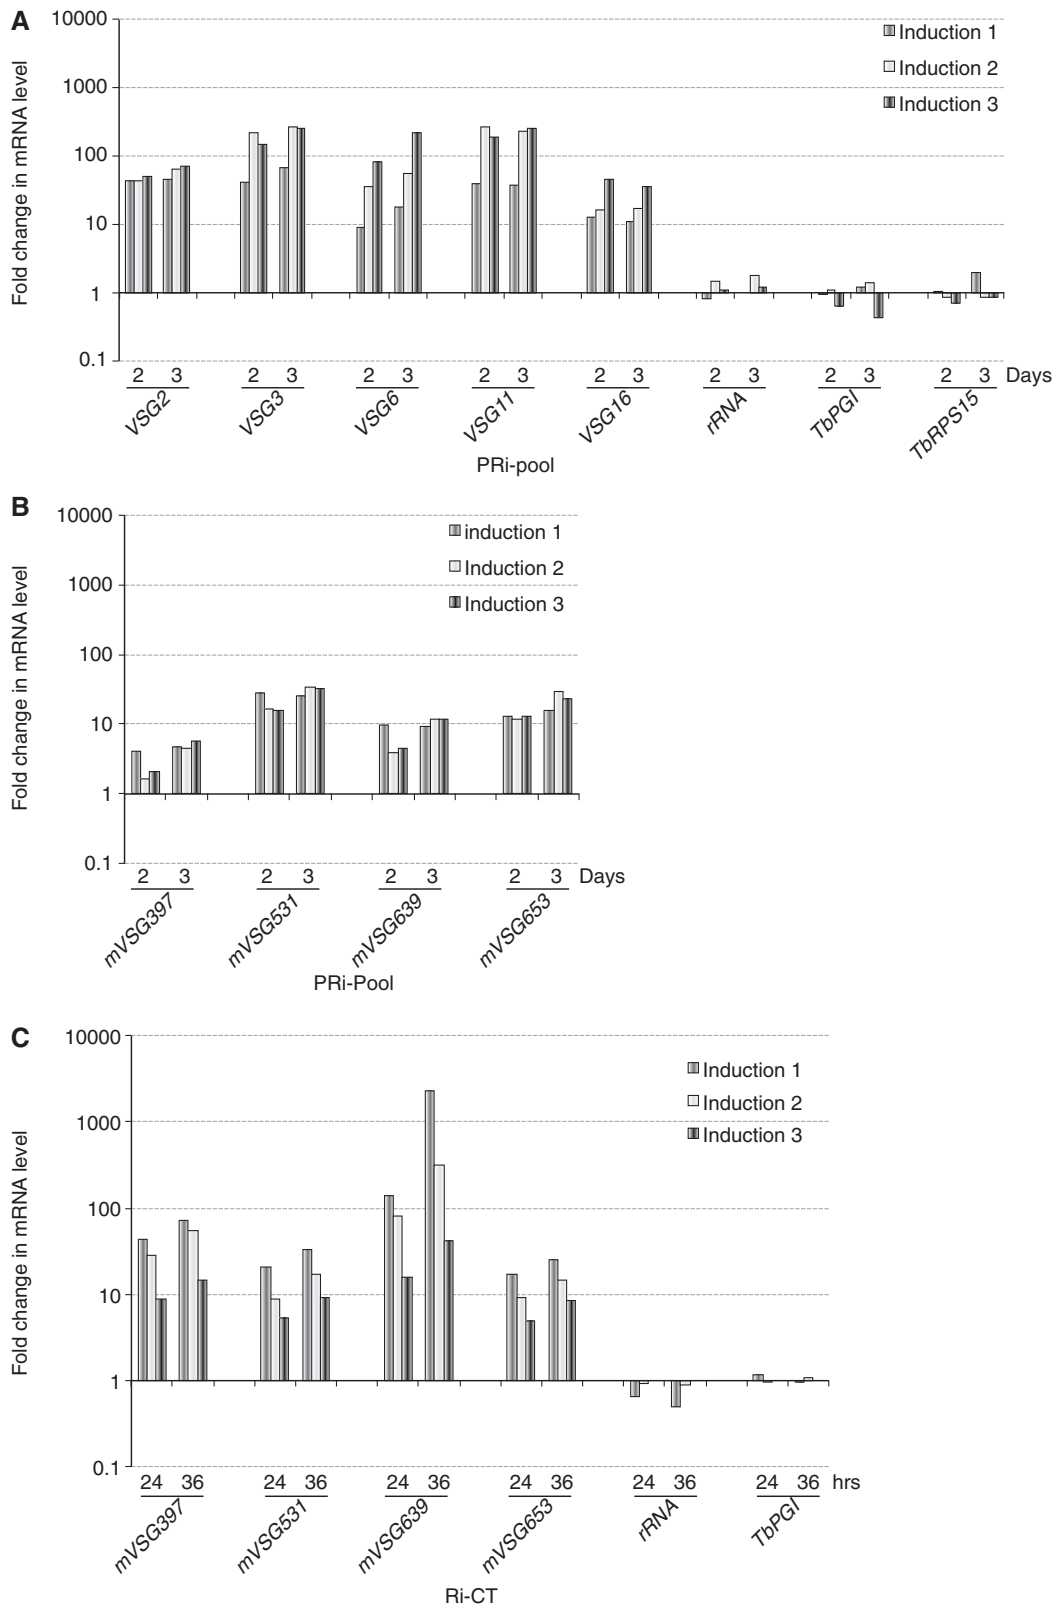 A
10000
1000
100
10
1
0.1
Fold change in mRNA level
Induction 1
Induction 2
Induction 3
2 3 2 3 2 3 2 3 2 3 2 3 2 3 2 3 Days
VSG2 VSG3 VSG6 VSG11 VSG16 rRNA TbPGI TbRPS15
PRi-pool
B
10000
1000
100
10
1
0.1
Fold change in mRNA level
induction 1
Induction 2
Induction 3
2 3 2 3 2 3 2 3 Days
mVSG397 mVSG531 mVSG639 mVSG653
PRi-Pool
C
10000
1000
100
10
1
0.1
Fold change in mRNA level
Induction 1
Induction 2
Induction 3
24 36 24 36 24 36 24 36 24 36 24 36 hrs
mVSG397 mVSG531 mVSG639 mVSG653 rRNA TbPGI
Ri-CT